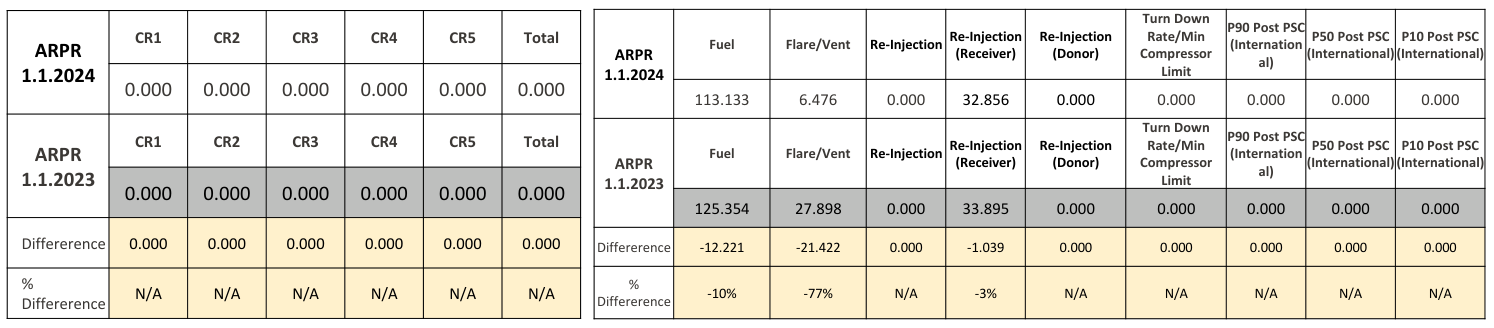 ARPR 1.1.2024 CR1 CR2 CR3 CR4 CR5 Total
0.000 0.000 0.000 0.000 0.000 0.000
ARPR 1.1.2023 CR1 CR2 CR3 CR4 CR5 Total
0.000 0.000 0.000 0.000 0.000 0.000
Differerence 0.000 0.000 0.000 0.000 0.000 0.000
% Differerence N/A N/A N/A N/A N/A N/A
ARPR 1.1.2024 Fuel Flare/Vent Re-Injection Re-Injection (Receiver) Re-Injection (Donor) Turn Down Rate/Min Compressor Limit P90 Post PSC (International) P50 Post PSC (International) P10 Post PSC (International)
113.133 6.476 0.000 32.856 0.000 0.000 0.000 0.000 0.000
ARPR 1.1.2023 Fuel Flare/Vent Re-Injection Re-Injection (Receiver) Re-Injection (Donor) Turn Down Rate/Min Compressor Limit P90 Post PSC (International) P50 Post PSC (International) P10 Post PSC (International)
125.354 27.898 0.000 33.895 0.000 0.000 0.000 0.000 0.000
Differerence -12.221 -21.422 0.000 -1.039 0.000 0.000 0.000 0.000 0.000
% Differerence -10% -77% N/A -3% N/A N/A N/A N/A N/A